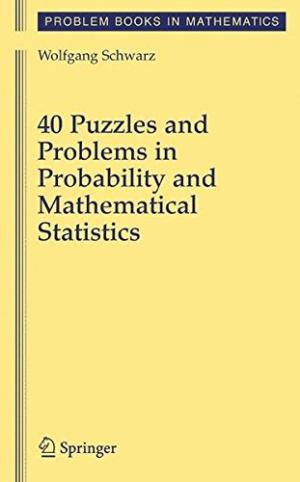 PROBLEM BOOKS IN MATHEMATICS
Wolfgang Schwarz
40 Puzzles and
Problems in
Probability and
Mathematical
Statistics
Springer